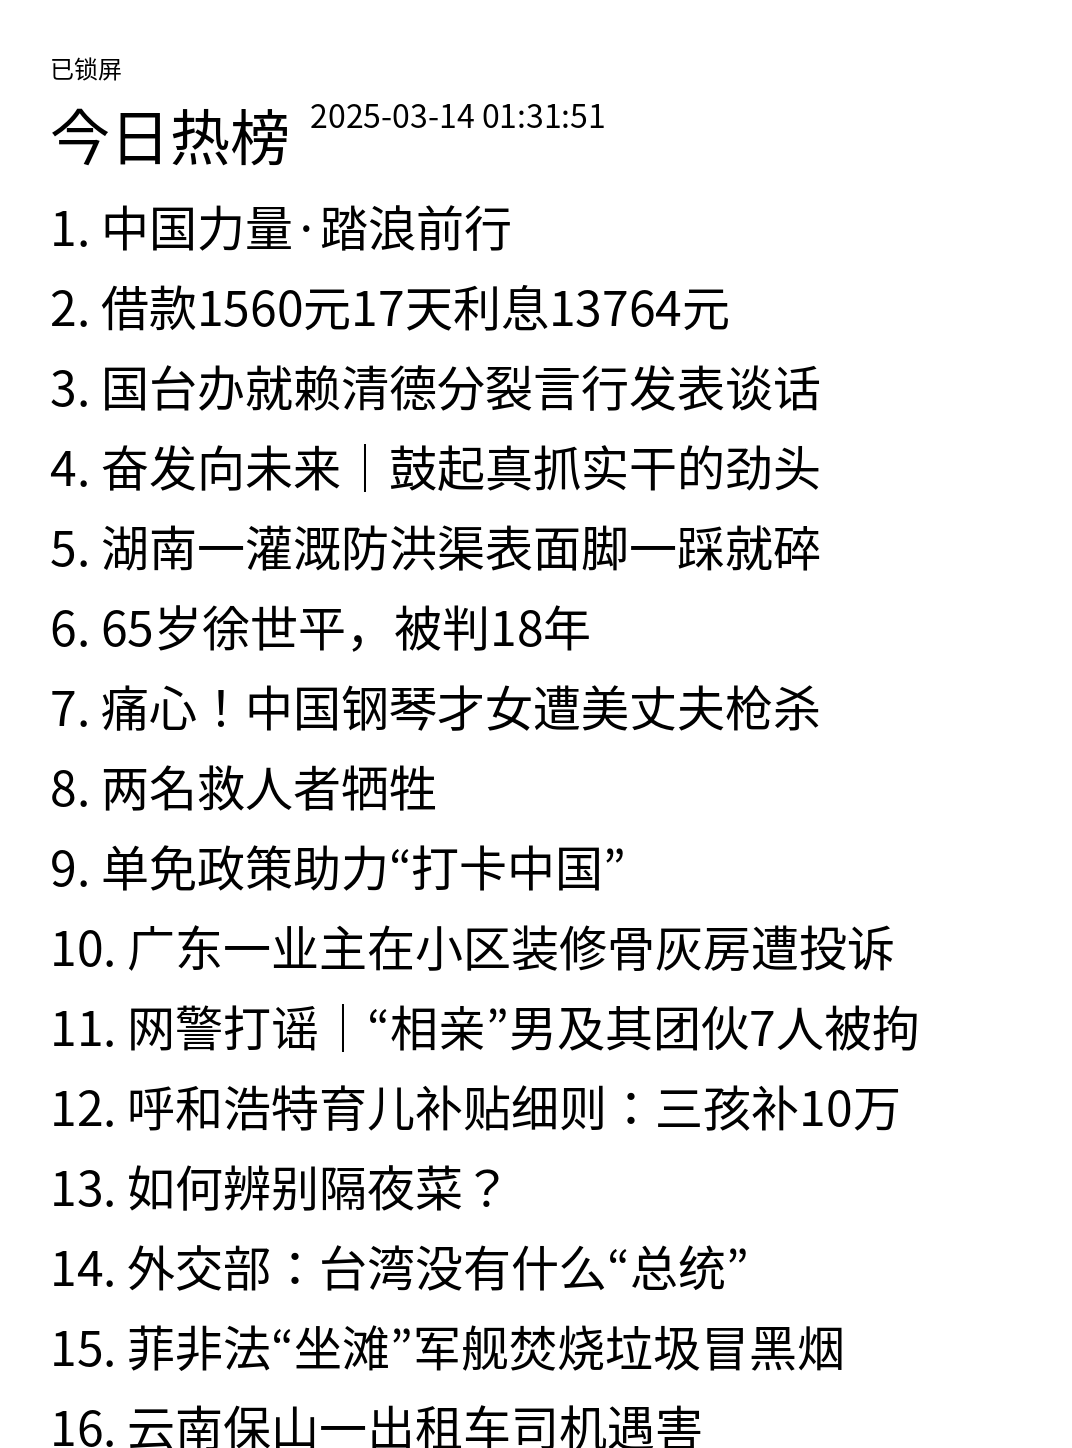 已锁屏
今日热榜 2025-03-14 01:31:51
1. 中国力量·踏浪前行
2. 借款1560元17天利息13764元
3. 国台办就赖清德分裂言行发表谈话
4. 奋发向未来｜鼓起真抓实干的劲头
5. 湖南一灌溉防洪渠表面脚一踩就碎
6. 65岁徐世平，被判18年
7. 痛心！中国钢琴才女遭美丈夫枪杀
8. 两名救人者牺牲
9. 单免政策助力“打卡中国”
10. 广东一业主在小区装修骨灰房遭投诉
11. 网警打谣｜“相亲”男及其团伙7人被拘
12. 呼和浩特育儿补贴细则：三孩补10万
13. 如何辨别隔夜菜？
14. 外交部：台湾没有什么“总统”
15. 菲非法“坐滩”军舰焚烧垃圾冒黑烟
16. 云南保山一出租车司机遇害